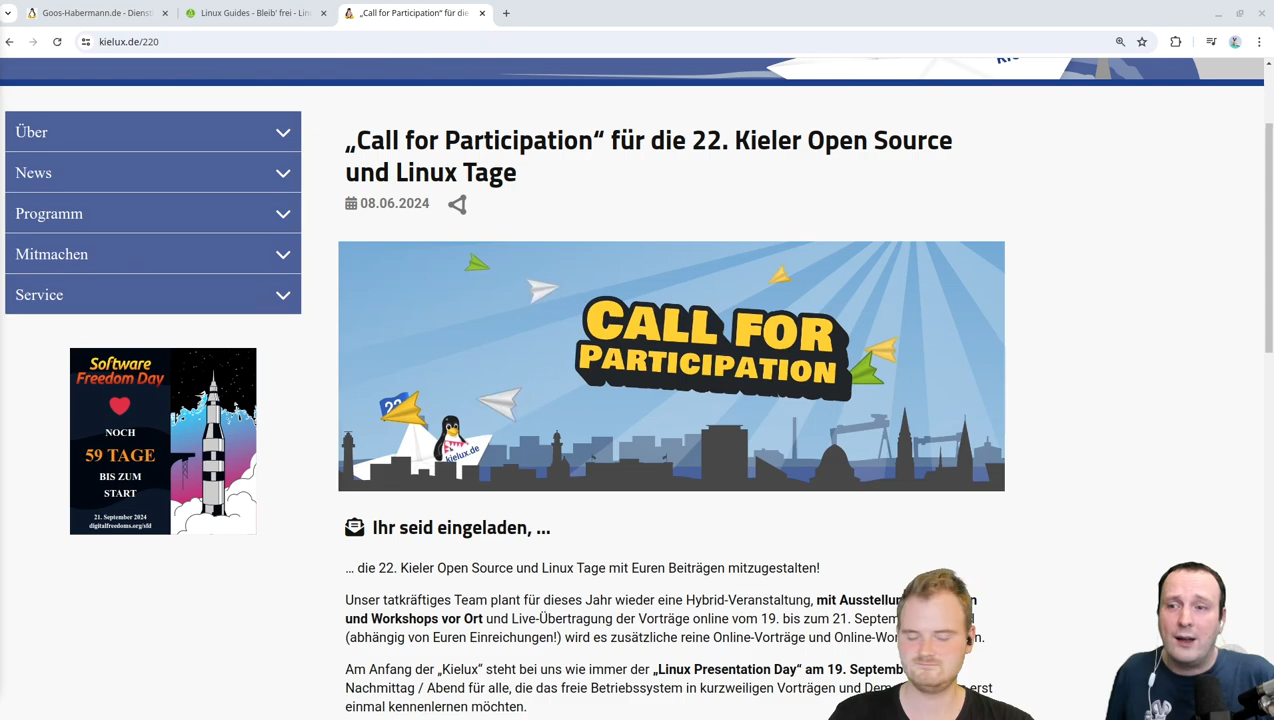 Goos-Habermann.de - Dienstl
Linux Guides - Bleib' frei - Lin
„Call for Participation“ für die
kielux.de/220
kiel
Über
News
Programm
Mitmachen
Service
„Call for Participation“ für die 22. Kieler Open Source
und Linux Tage
08.06.2024
CALL FOR
PARTICIPATION
22
kielux.de
Software
Freedom Day
NOCH
59 TAGE
BIS ZUM
START
21. September 2024
digitalfreedoms.org/sfd
Ihr seid eingeladen, ...
... die 22. Kieler Open Source und Linux Tage mit Euren Beiträgen mitzugestalten!
Unser tatkräftiges Team plant für dieses Jahr wieder eine Hybrid-Veranstaltung, mit Ausstellun
und Workshops vor Ort und Live-Übertragung der Vorträge online vom 19. bis zum 21. Septem
(abhängig von Euren Einreichungen!) wird es zusätzliche reine Online-Vorträge und Online-Wor
Am Anfang der „Kielux“ steht bei uns wie immer der „Linux Presentation Day“ am 19. Septemb
Nachmittag / Abend für alle, die das freie Betriebssystem in kurzweiligen Vorträgen und Dem erst
einmal kennenlernen möchten.